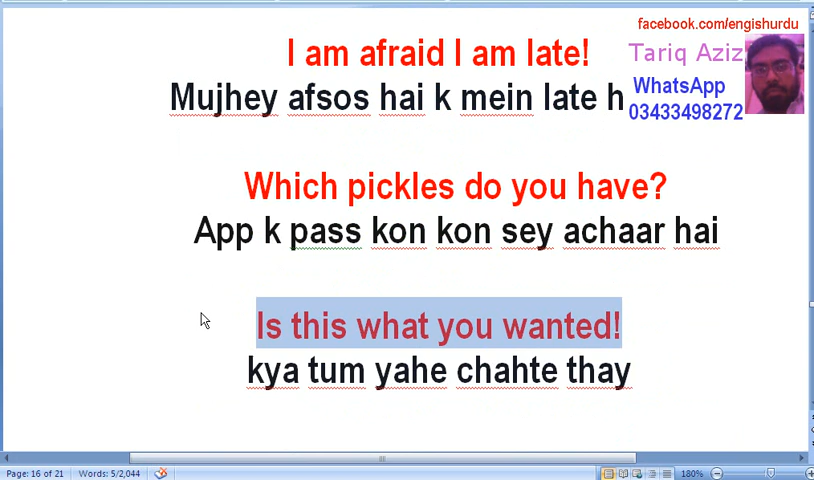 facebook.com/engishurdu
I am afraid I am late!
Tariq Aziz
WhatsApp
03433498272
Mujhey afsos hai k mein late h
Which pickles do you have?
App k pass kon kon sey achaar hai
Is this what you wanted!
kya tum yahe chahte thay
Page: 16 of 21 Words: 5/2,044 180%